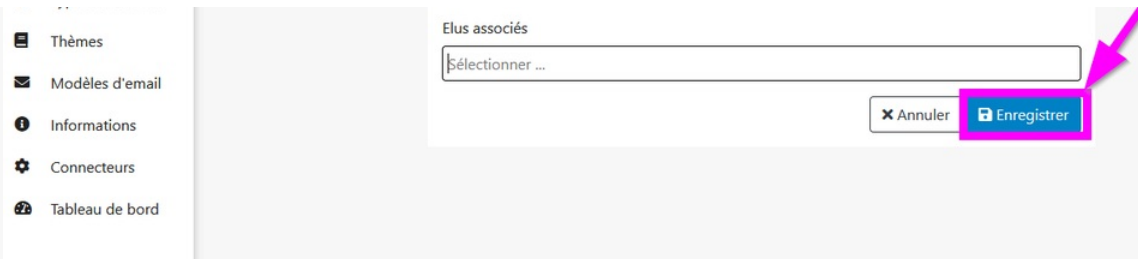 Thèmes
Modèles d'email
Informations
Connecteurs
Tableau de bord
Elus associés
Sélectionner ...
Annuler
Enregistrer